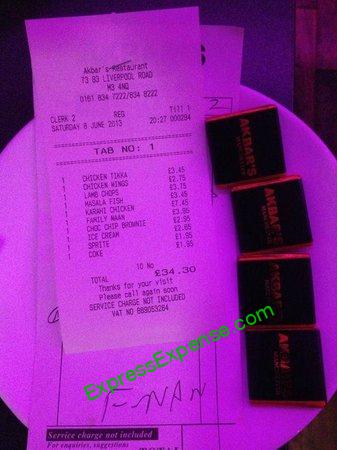 Akbar's Restaurant
73 83 LIVERPOOL ROAD
M3 4NQ
0161 834 7222/834 8222
CLERK 2 REG Till 1
SATURDAY 8 JUNE 2013 20:27 000294
TAB NO: 1
1 CHICKEN TIKKA £3.45
1 CHICKEN WINGS £2.75
1 LAMB CHOPS £3.75
1 MASALA FISH £3.95
1 KARAHI CHICKEN £7.45
1 FAMILY NAAN £3.95
1 CHOC CHIP BROWNIE £2.95
1 ICE CREAM £2.45
1 SPRITE £1.65
1 COKE £1.95
10 No
TOTAL £34.30
Thanks for your visit
Please call again soon
SERVICE CHARGE NOT INCLUDED
VAT NO 889053264
2
AKBAR'S
AKBAR'S
AKBAR'S
ExpressExpense.com
F-NAN
Service charge not included
For enquiries, suggestions
TOTAL